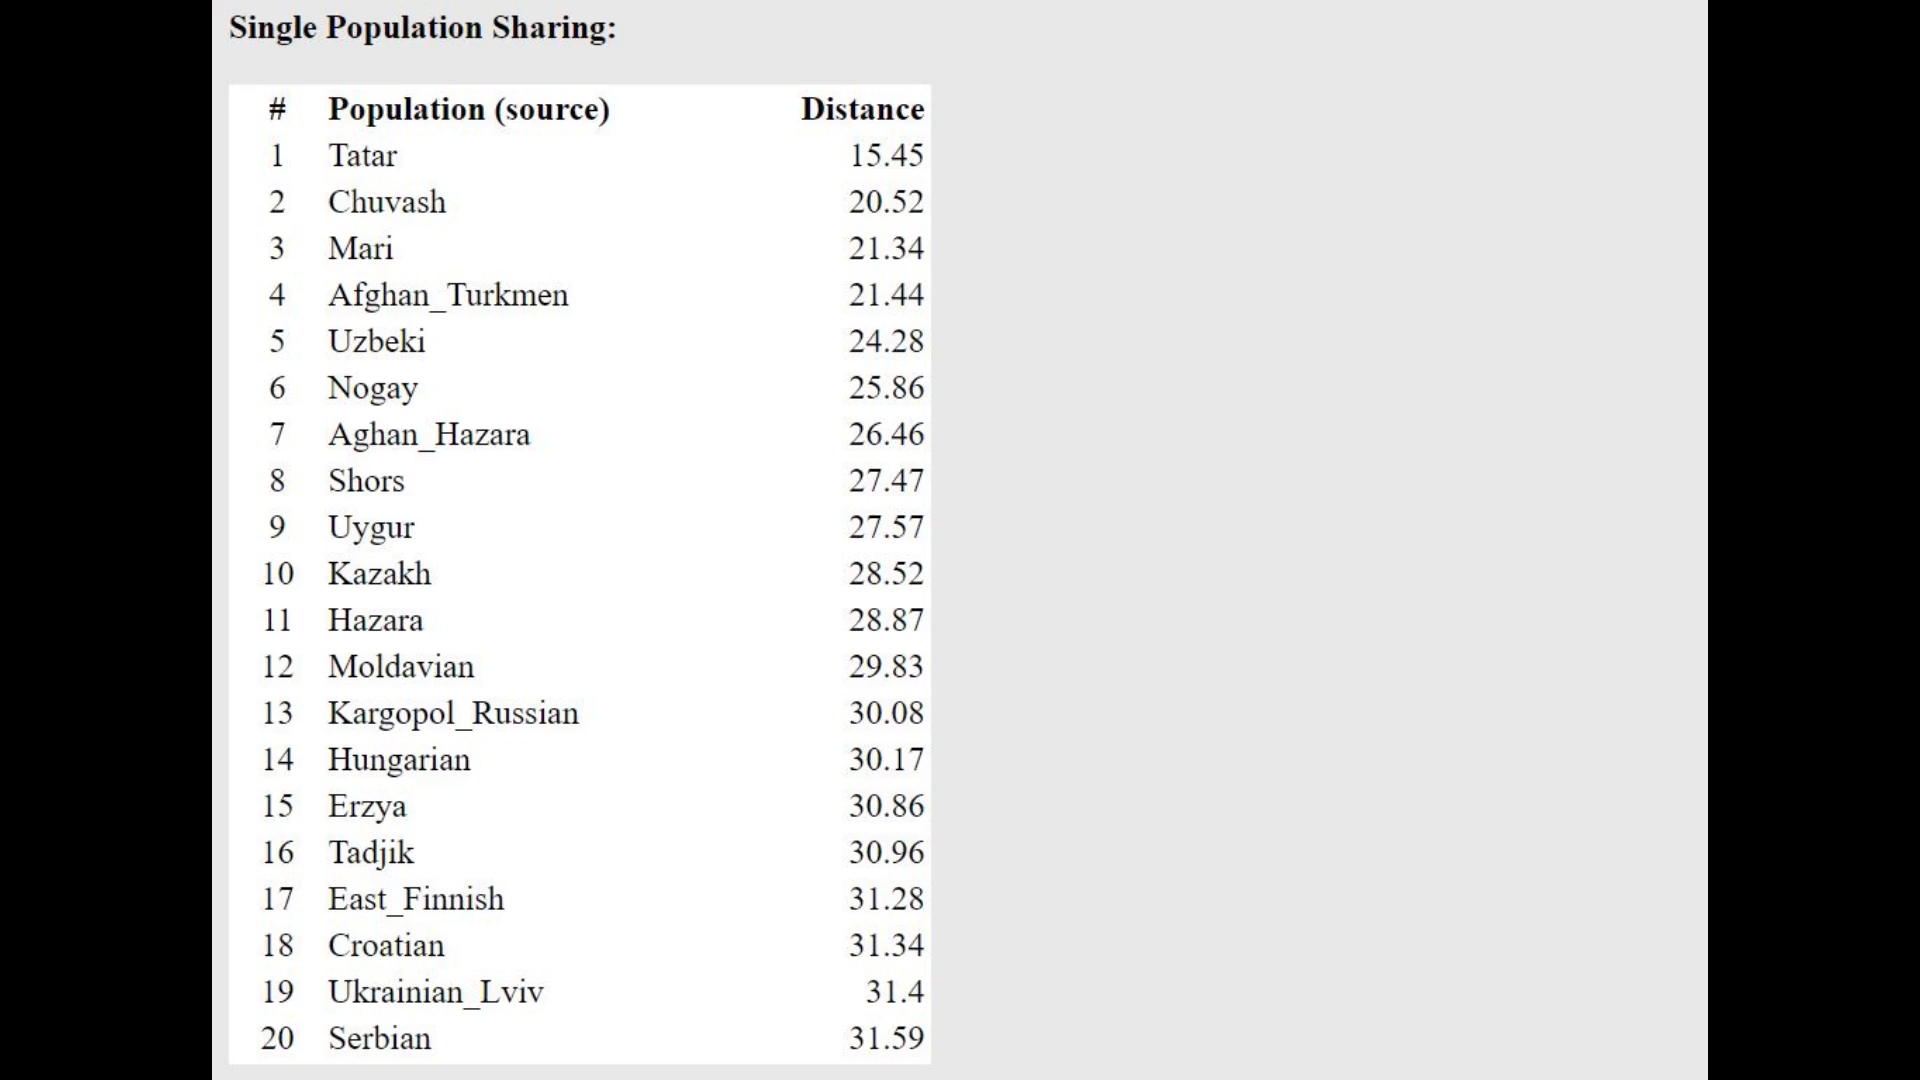 Single Population Sharing:
# Population (source) Distance
1 Tatar 15.45
2 Chuvash 20.52
3 Mari 21.34
4 Afghan_Turkmen 21.44
5 Uzbeki 24.28
6 Nogay 25.86
7 Aghan_Hazara 26.46
8 Shors 27.47
9 Uygur 27.57
10 Kazakh 28.52
11 Hazara 28.87
12 Moldavian 29.83
13 Kargopol_Russian 30.08
14 Hungarian 30.17
15 Erzya 30.86
16 Tadjik 30.96
17 East_Finnish 31.28
18 Croatian 31.34
19 Ukrainian_Lviv 31.4
20 Serbian 31.59